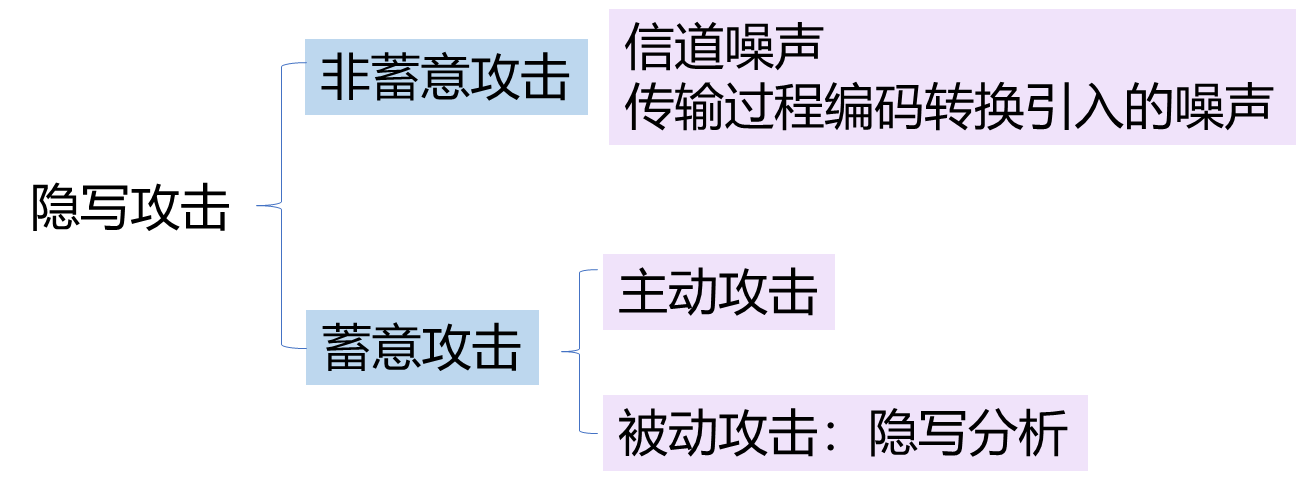 隐写攻击
非蓄意攻击
信道噪声
传输过程编码转换引入的噪声
蓄意攻击
主动攻击
被动攻击：隐写分析